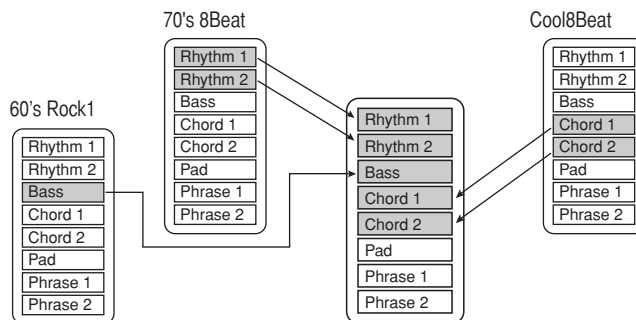 70's 8Beat
Rhythm 1
Rhythm 2
Bass
Chord 1
Chord 2
Pad
Phrase 1
Phrase 2
Cool8Beat
Rhythm 1
Rhythm 2
Bass
Chord 1
Chord 2
Pad
Phrase 1
Phrase 2
60's Rock1
Rhythm 1
Rhythm 2
Bass
Chord 1
Chord 2
Pad
Phrase 1
Phrase 2
Rhythm 1
Rhythm 2
Bass
Chord 1
Chord 2
Pad
Phrase 1
Phrase 2